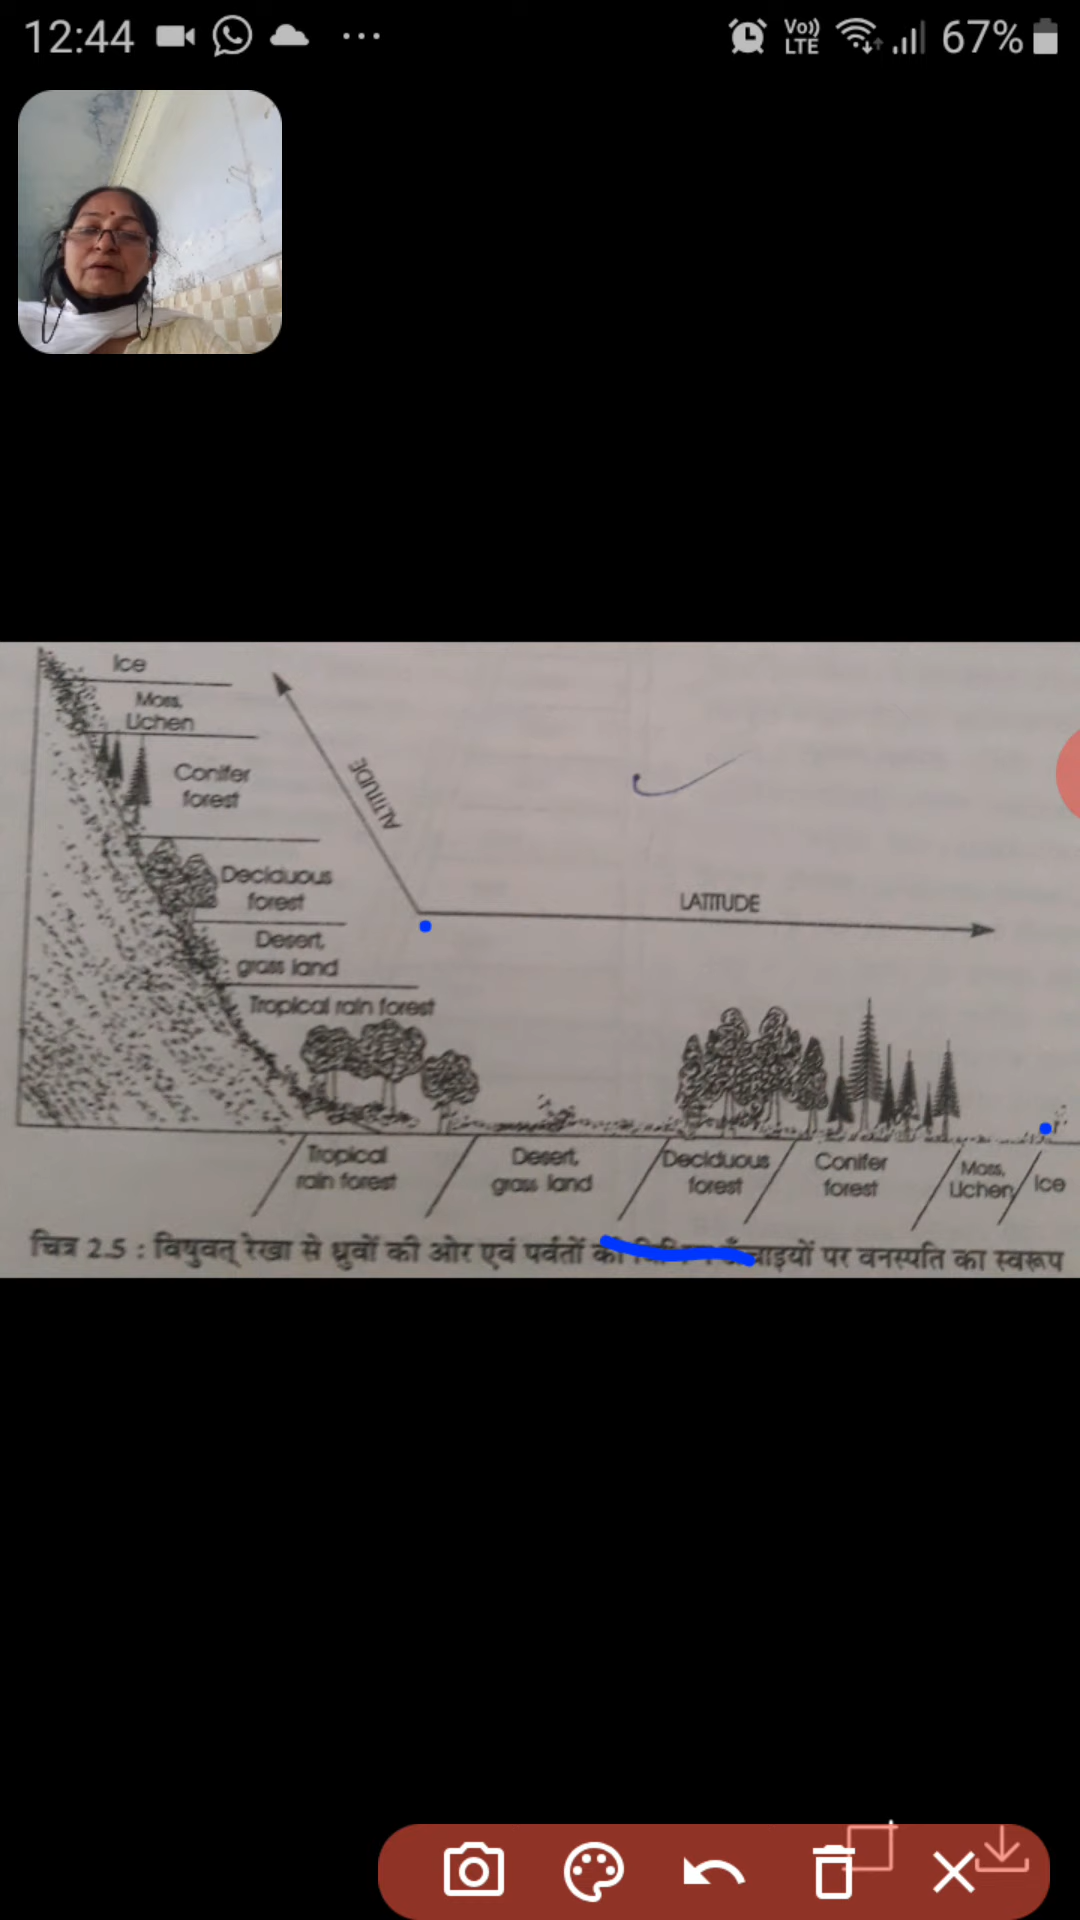 12:44
Vo)) LTE
67%
Ice
Moss,
Lichen
Conifer
forest
ALTITUDE
Deciduous
forest
LATITUDE
Desert,
grass land
Tropical rain forest
Tropical
rain forest
Desert,
grass land
Deciduous
forest
Conifer
forest
Moss,
Lichen
Ice
चित्र 2.5 : विषुवत् रेखा से ध्रुवों की ओर एवं पर्वतों की पर वनस्पति का स्वरूप